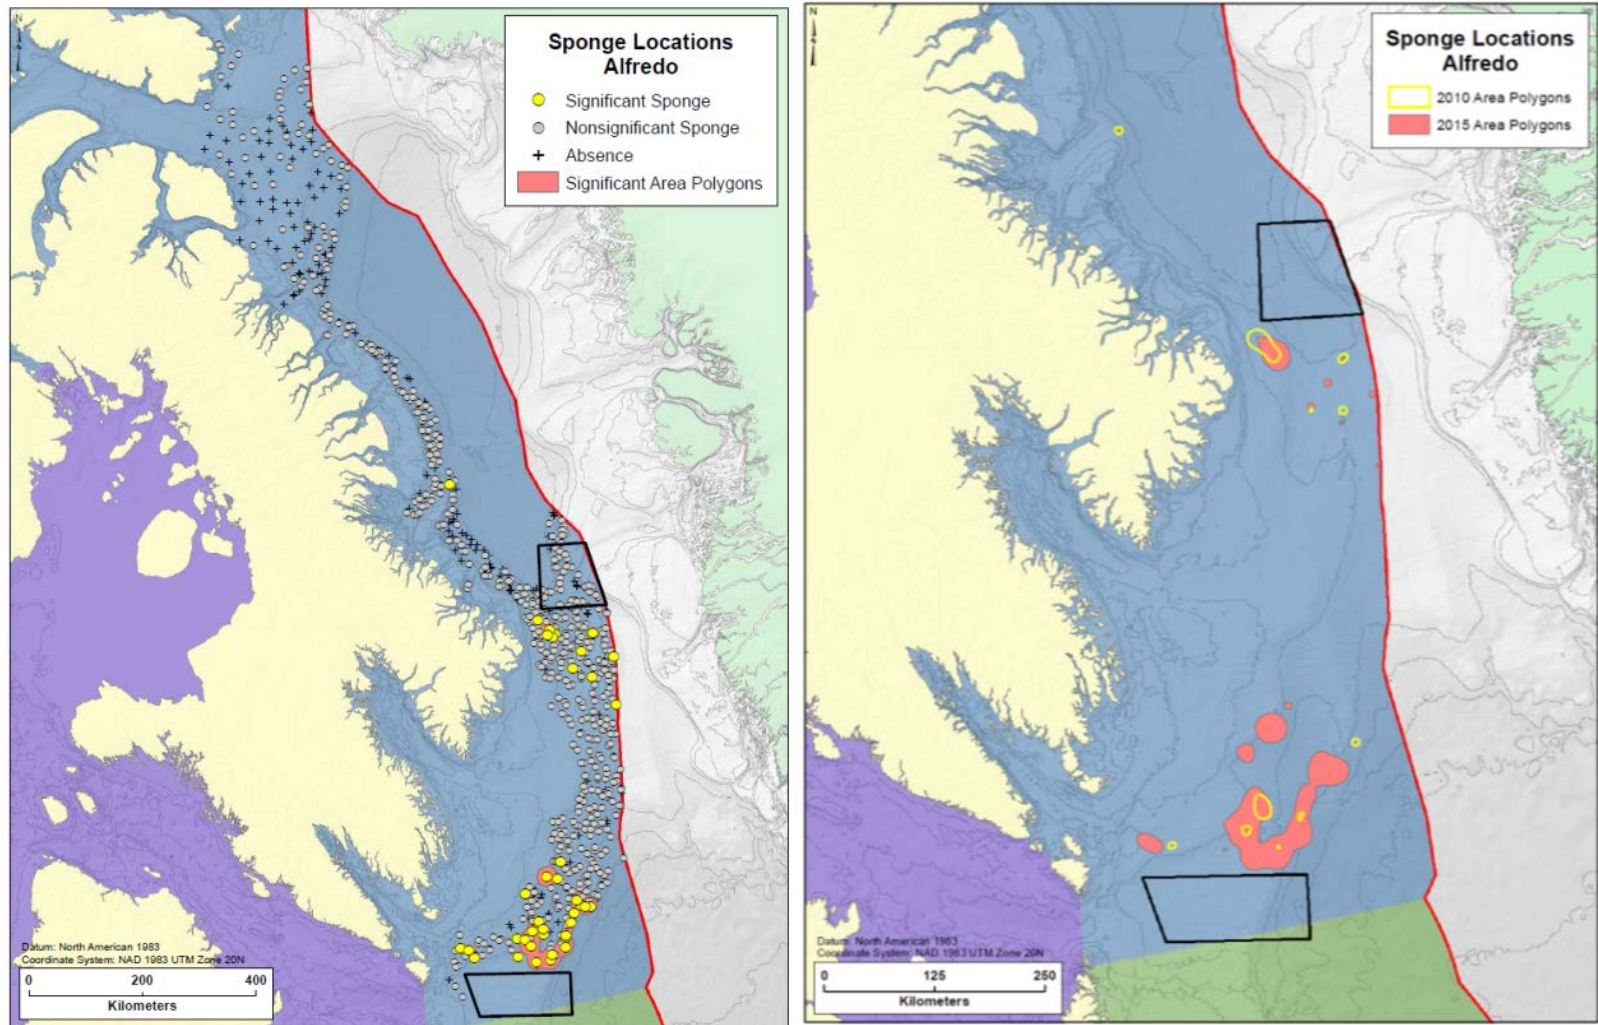 N
Sponge Locations
Alfredo
Significant Sponge
Nonsignificant Sponge
Absence
Significant Area Polygons
Datum: North American 1983
Coordinate System: NAD 1983 UTM Zone 20N
0 200 400
Kilometers
N
Sponge Locations
Alfredo
2010 Area Polygons
2015 Area Polygons
Datum: North American 1983
Coordinate System: NAD 1983 UTM Zone 20N
0 125 250
Kilometers